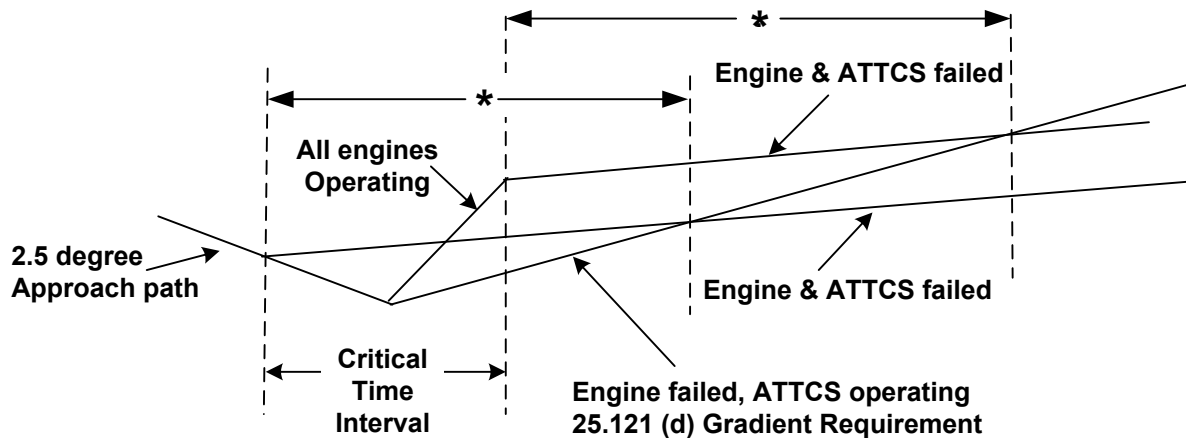 *
Engine & ATTCS failed
*
All engines
Operating
2.5 degree
Approach path
Engine & ATTCS failed
Critical
Time
Interval
Engine failed, ATTCS operating
25.121 (d) Gradient Requirement